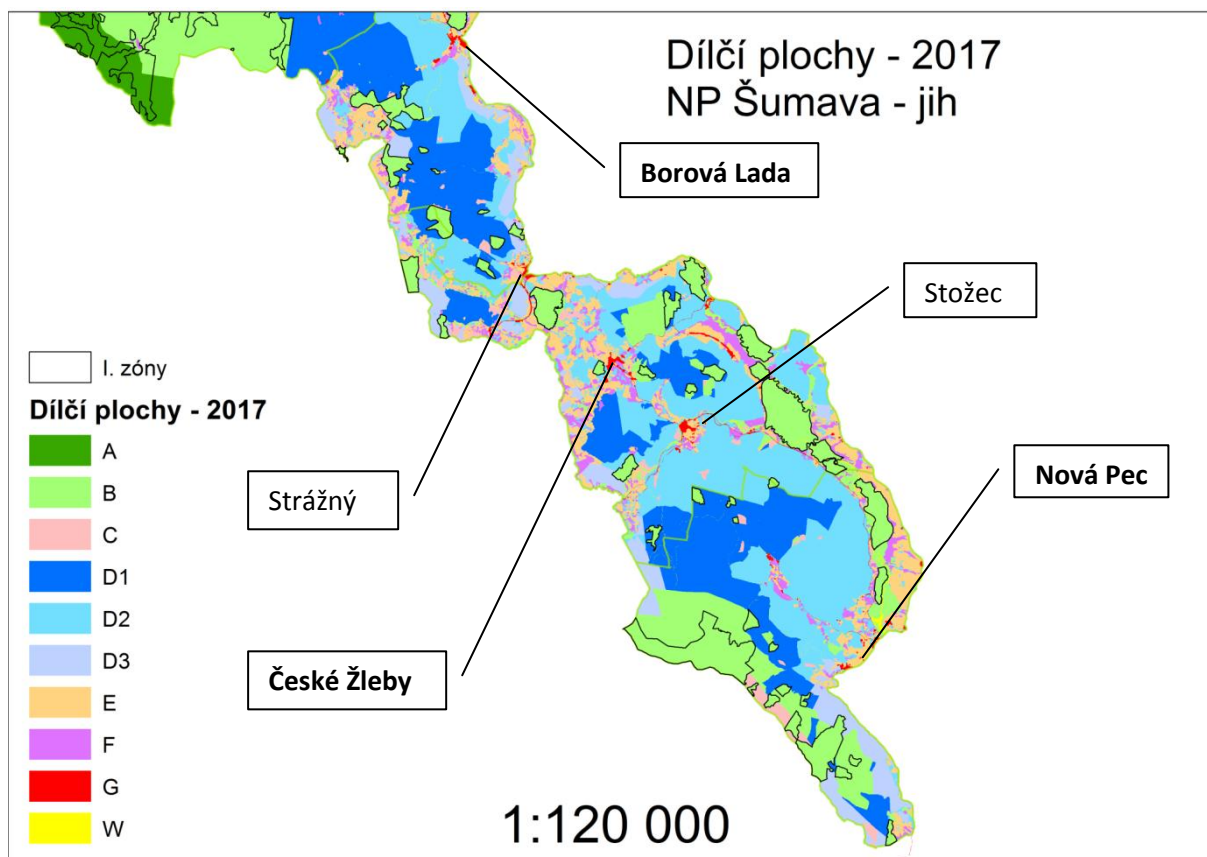 Dílčí plochy - 2017
NP Šumava - jih
Borová Lada
Stožec
I. zóny
Dílčí plochy - 2017
A
B
C
D1
D2
D3
E
F
G
W
Strážný
Nová Pec
České Žleby
1:120 000